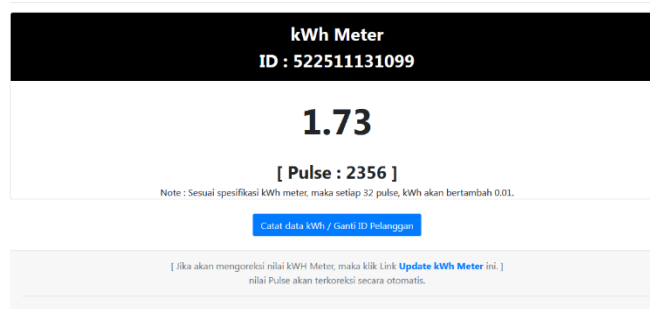 kWh Meter
ID : 522511131099
1.73
[ Pulse : 2356 ]
Note : Sesuai spesifikasi kWh meter, maka setiap 32 pulse, kWh akan bertambah 0.01.
Catat data kWh / Ganti ID Pelanggan
[ Jika akan mengoreksi nilai kWH Meter, maka klik Link Update kWh Meter ini. ]
nilai Pulse akan terkoreksi secara otomatis.